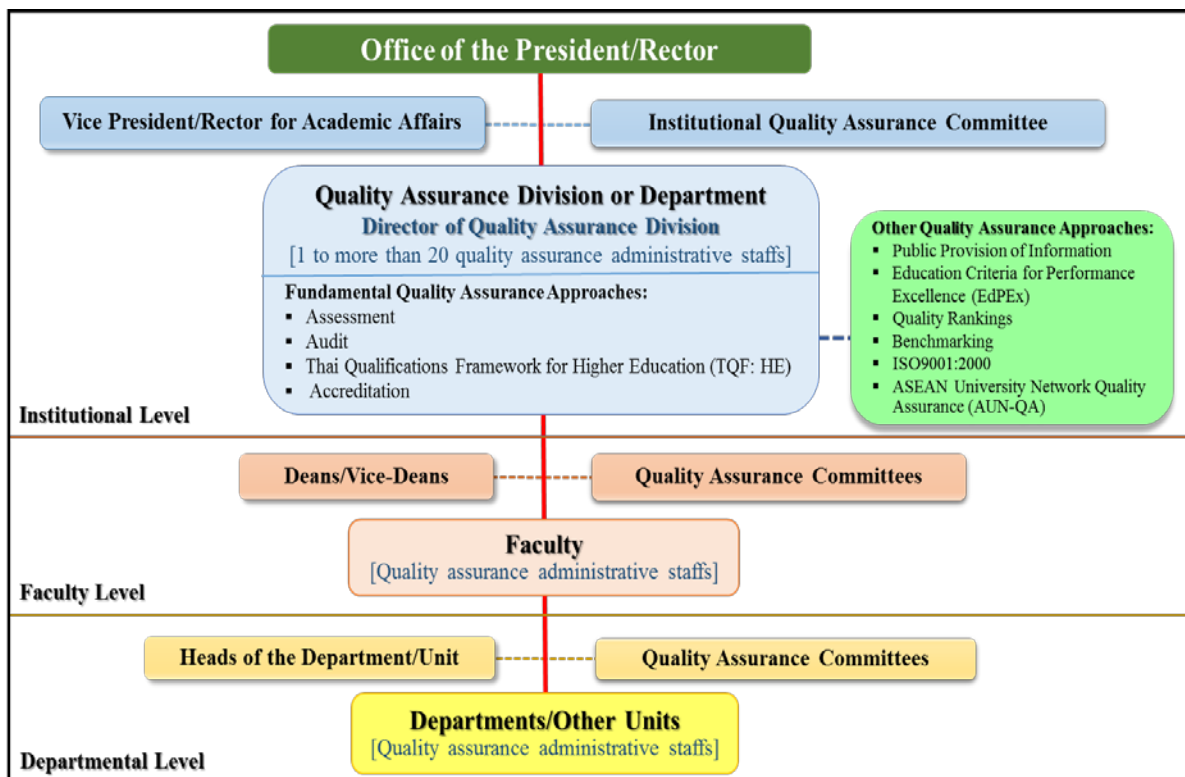 Office of the President/Rector
Vice President/Rector for Academic Affairs
Institutional Quality Assurance Committee
Quality Assurance Division or Department
Director of Quality Assurance Division
[1 to more than 20 quality assurance administrative staffs]
Fundamental Quality Assurance Approaches:
▪ Assessment
▪ Audit
▪ Thai Qualifications Framework for Higher Education (TQF: HE)
▪ Accreditation
Other Quality Assurance Approaches:
▪ Public Provision of Information
▪ Education Criteria for Performance
Excellence (EdPEx)
▪ Quality Rankings
▪ Benchmarking
▪ ISO9001:2000
▪ ASEAN University Network Quality
Assurance (AUN-QA)
Institutional Level
Deans/Vice-Deans
Quality Assurance Committees
Faculty
[Quality assurance administrative staffs]
Faculty Level
Heads of the Department/Unit
Quality Assurance Committees
Departments/Other Units
[Quality assurance administrative staffs]
Departmental Level